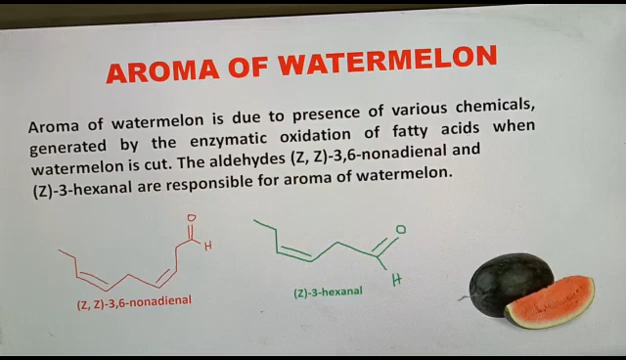 AROMA OF WATERMELON
Aroma of watermelon is due to presence of various chemicals,
generated by the enzymatic oxidation of fatty acids when
watermelon is cut. The aldehydes (Z, Z)-3,6-nonadienal and
(Z)-3-hexanal are responsible for aroma of watermelon.
O
H
O
H
(Z, Z)-3,6-nonadienal
(Z)-3-hexanal